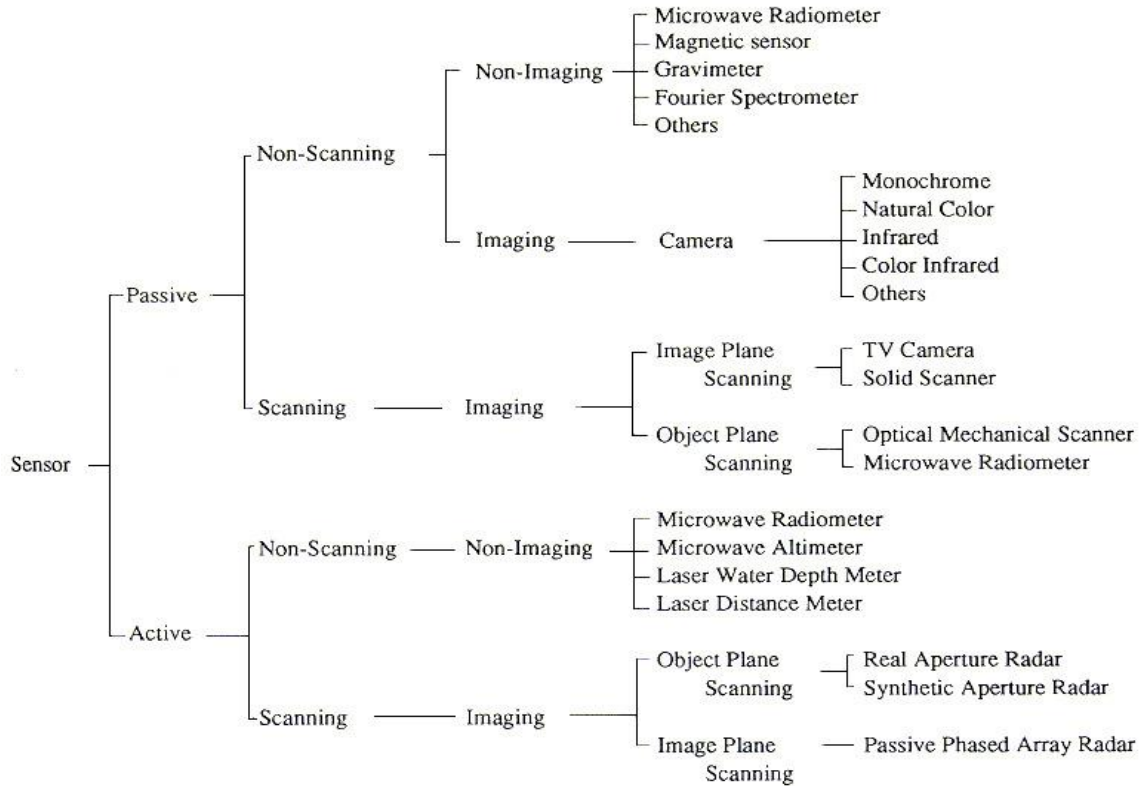 Microwave Radiometer
Magnetic sensor
Non-Imaging
Gravimeter
Fourier Spectrometer
Others
Non-Scanning
Monochrome
Natural Color
Imaging
Camera
Infrared
Color Infrared
Others
Passive
Image Plane
Scanning
TV Camera
Solid Scanner
Scanning
Imaging
Object Plane
Scanning
Optical Mechanical Scanner
Microwave Radiometer
Sensor
Non-Scanning
Non-Imaging
Microwave Radiometer
Microwave Altimeter
Laser Water Depth Meter
Laser Distance Meter
Active
Object Plane
Scanning
Real Aperture Radar
Synthetic Aperture Radar
Scanning
Imaging
Image Plane
Scanning
Passive Phased Array Radar